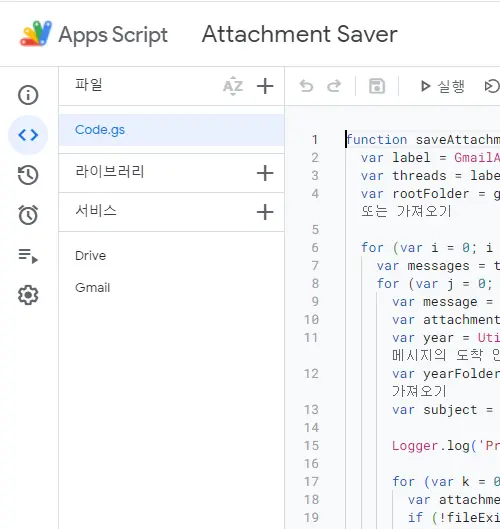 Apps Script Attachment Saver
파일
Code.gs
라이브러리
서비스
Drive
Gmail
실행
1 function saveAttachm
2 var label = GmailA
3 var threads = labe
4 var rootFolder = g
또는 가져오기
5
6 for (var i = 0; i
7 var messages = t
8 for (var j = 0;
9 var message =
10 var attachment
11 var year = Uti
메시지의 도착 연
12 var yearFolder
가져오기
13 var subject =
14
15 Logger.log('Pr
16
17 for (var k = 0
18 var attachme
19 if (!fileExi